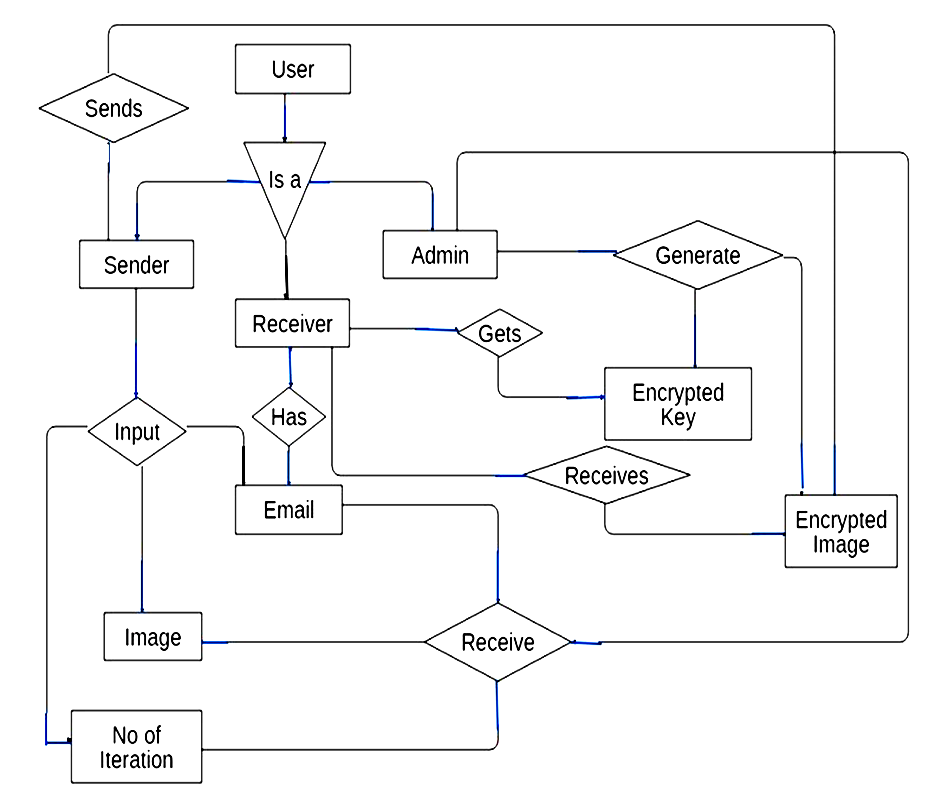 User
Sends
Is a
Sender
Admin
Generate
Receiver
Gets
Encrypted
Key
Has
Input
Receives
Email
Encrypted
Image
Image
Receive
No of
Iteration